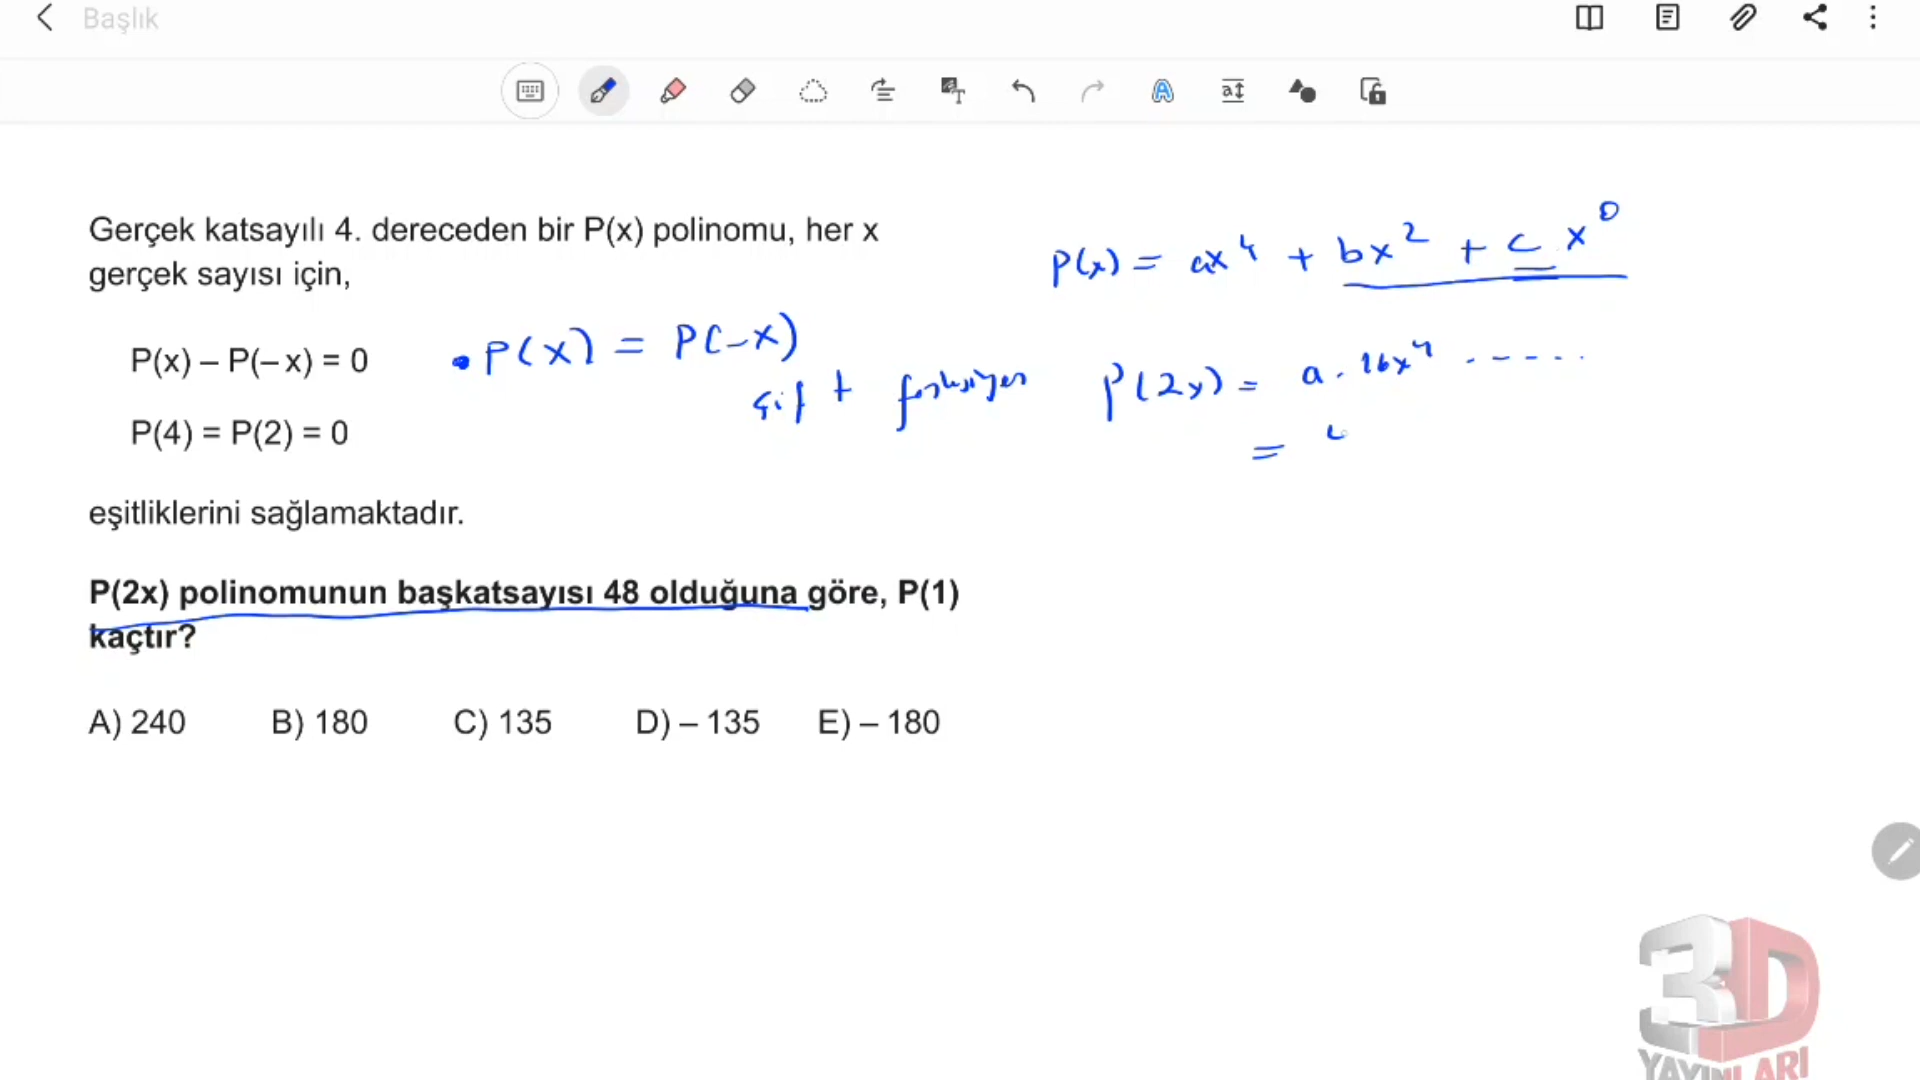 Başlık
Gerçek katsayılı 4. dereceden bir P(x) polinomu, her x
gerçek sayısı için,
P(x) – P(– x) = 0
P(4) = P(2) = 0
eşitliklerini sağlamaktadır.
P(2x) polinomunun başkatsayısı 48 olduğuna göre, P(1)
kaçtır?
A) 240 B) 180 C) 135 D) – 135 E) – 180
• P(x) = P(-x)
çift fonksiyon
P(x) = ax⁴ + bx² + c x⁰
P(2x) = a . 16x⁴ ......
=
3D
YAYINLARI